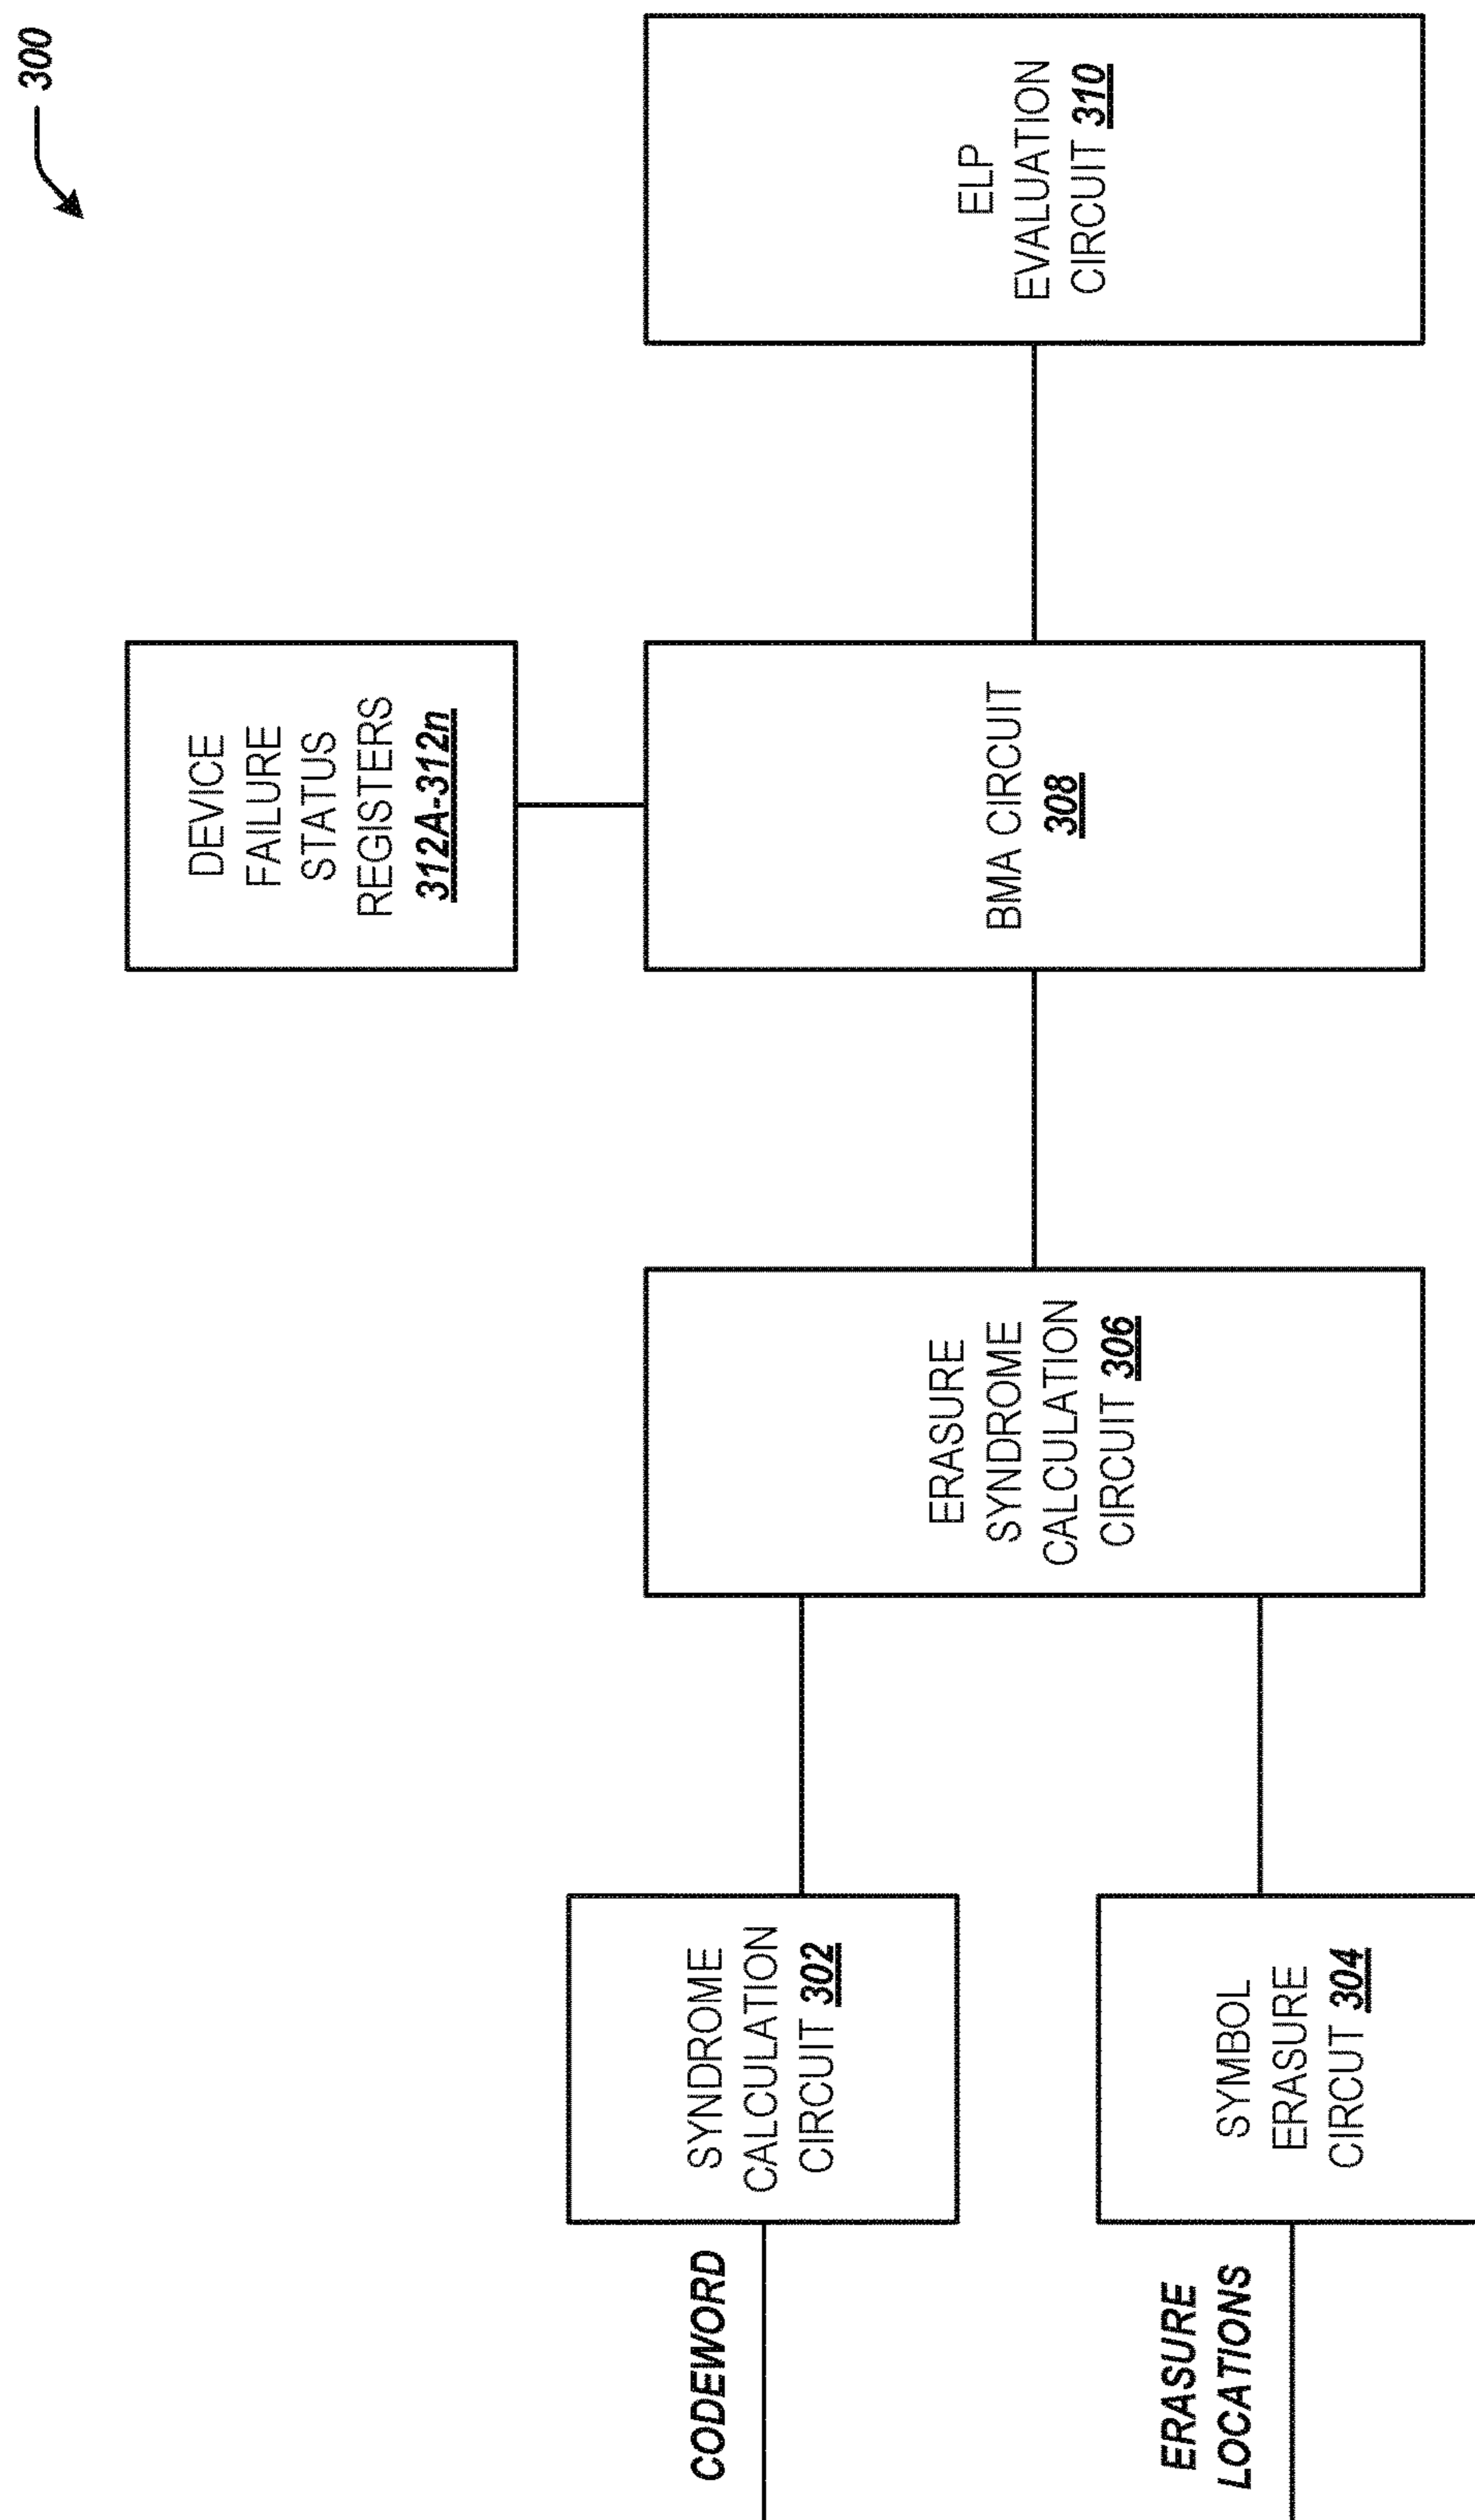 300
DEVICE
FAILURE
STATUS
REGISTERS
312A-312n
CODEWORD
SYNDROME
CALCULATION
CIRCUIT 302
ERASURE
LOCATIONS
SYMBOL
ERASURE
CIRCUT 304
ERASURE
SYNDROME
CALCULATION
CIRCUIT 306
BMA CIRCUIT
308
ELP
EVALUATION
CIRCUIT 310